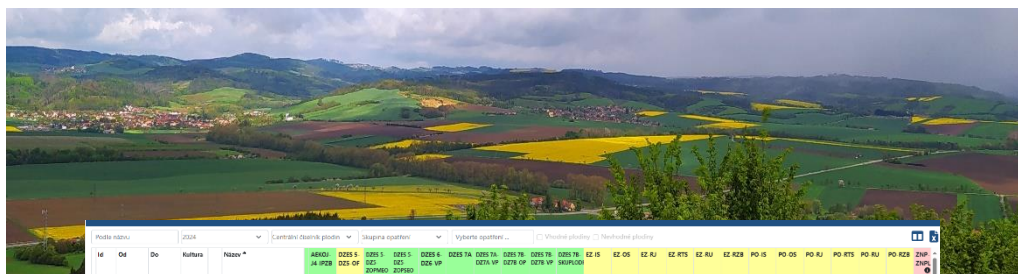 Podle názvu 2024 Centrální číselník plodin Skupina opatření Vyberte opatření ... Vhodné plodiny Nevhodné plodiny
Id Od Do Kultura Název AEKOJ- DZES 5- DZES 5- DZES 5- DZES 6- DZES 7A DZES 7A- DZES 7B- DZES 7B- DZES 7B- EZ-IS EZ-OS EZ-RJ EZ-RTS EZ-RU EZ-RZB PO-IS PO-OS PO-RJ PO-RTS PO-RU PO-RZB ZNP
J4 IPZB DZ5 OF DZ5 DZ5 DZ6 VP DZ7A VP DZ7B OP DZ7B VP SKUPLODI ZNPL
ZOPMEO ZOPSEO